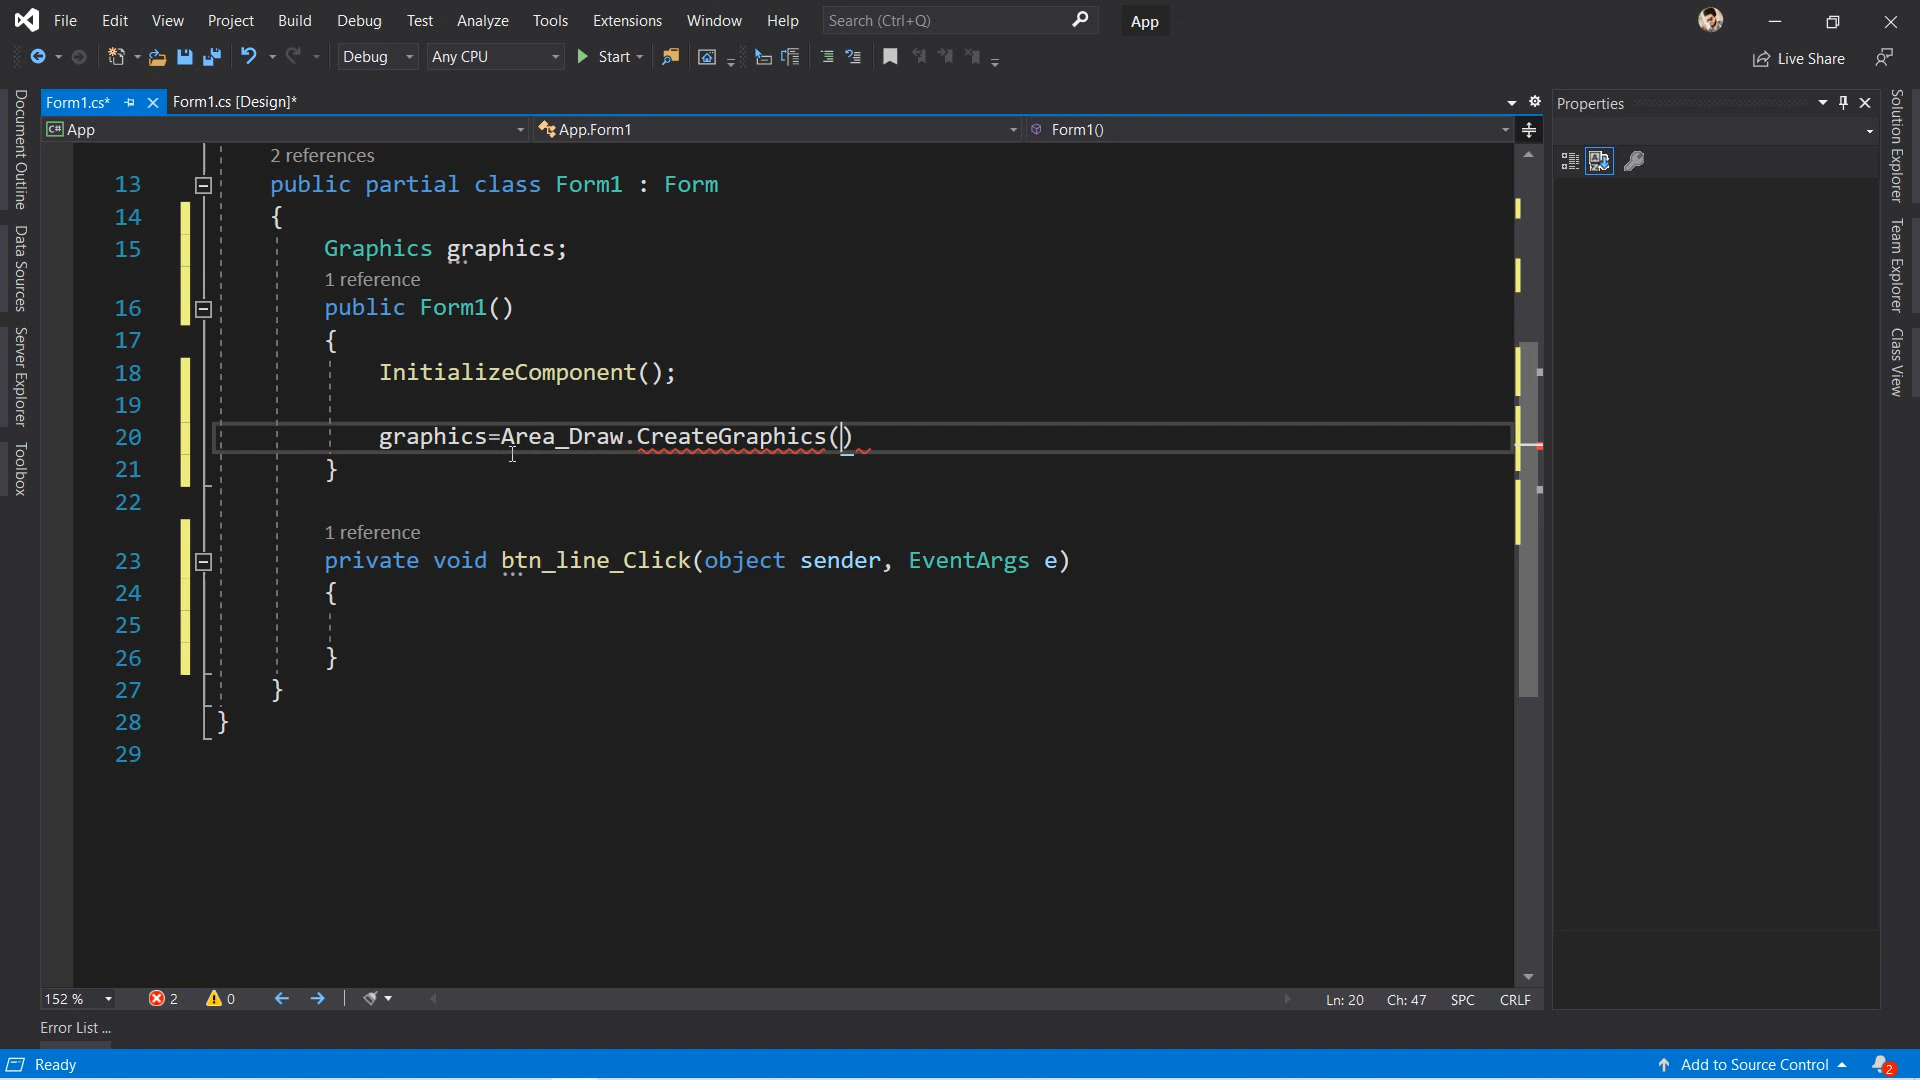 File Edit View Project Build Debug Test Analyze Tools Extensions Window Help Search (Ctrl+Q) App
Debug Any CPU Start Live Share
Form1.cs* Form1.cs [Design]* Properties
C# App App.Form1 Form1()
2 references
13 public partial class Form1 : Form
14 {
15 Graphics graphics;
1 reference
16 public Form1()
17 {
18 InitializeComponent();
19
20 graphics=Area_Draw.CreateGraphics()
21 }
22
1 reference
23 private void btn_line_Click(object sender, EventArgs e)
24 {
25
26 }
27 }
28 }
29
Document Outline
Data Sources
Server Explorer
Toolbox
Solution Explorer
Team Explorer
Class View
152 % 2 0 Ln: 20 Ch: 47 SPC CRLF
Error List ...
Ready Add to Source Control 2